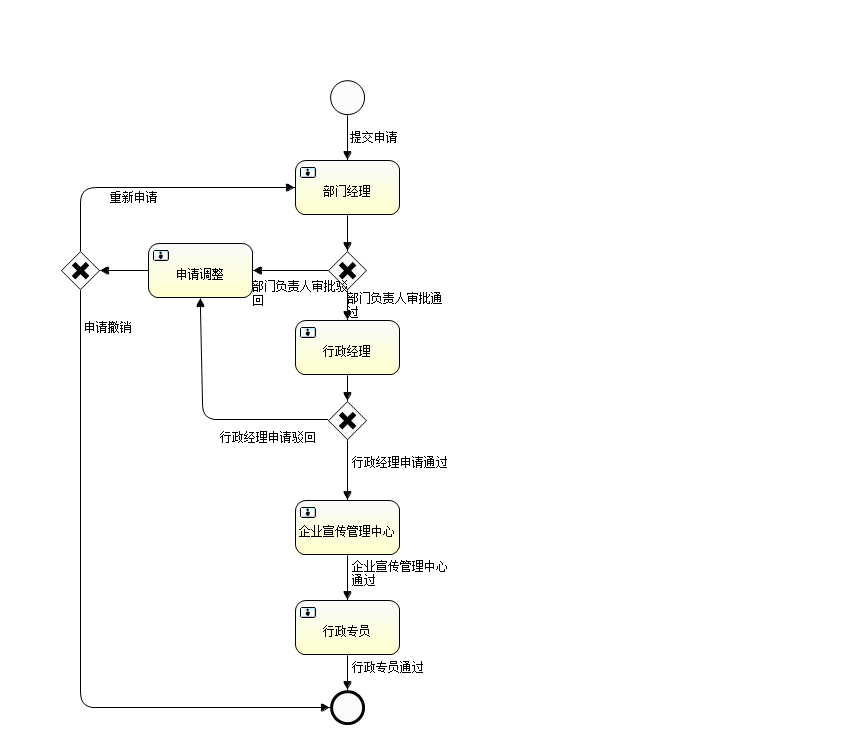 提交申请
部门经理
重新申请
申请调整
部门负责人审批驳
回
部门负责人审批通
过
申请撤销
行政经理
行政经理申请驳回
行政经理申请通过
企业宣传管理中心
企业宣传管理中心
通过
行政专员
行政专员通过